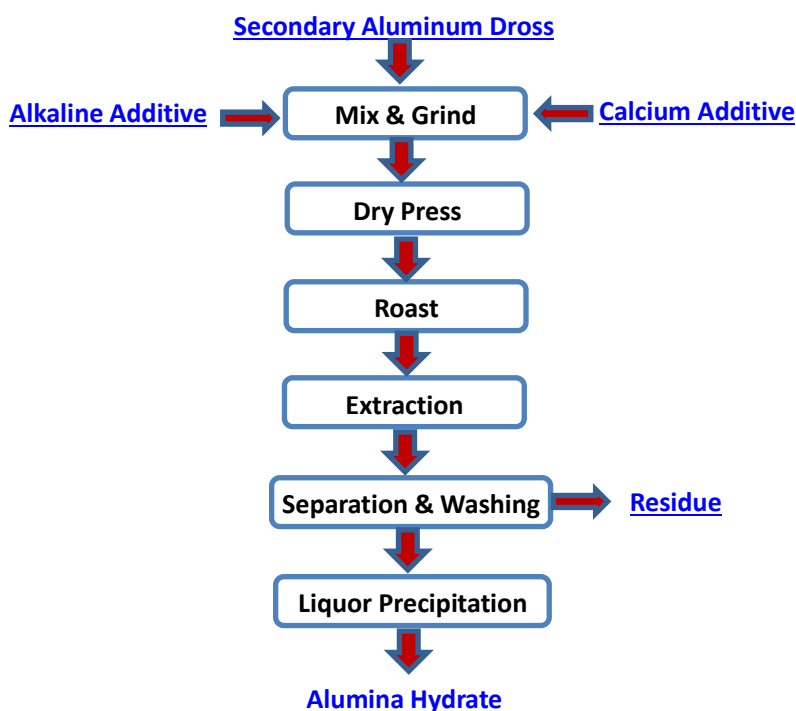 Secondary Aluminum Dross
Alkaline Additive
Mix & Grind
Calcium Additive
Dry Press
Roast
Extraction
Separation & Washing
Residue
Liquor Precipitation
Alumina Hydrate